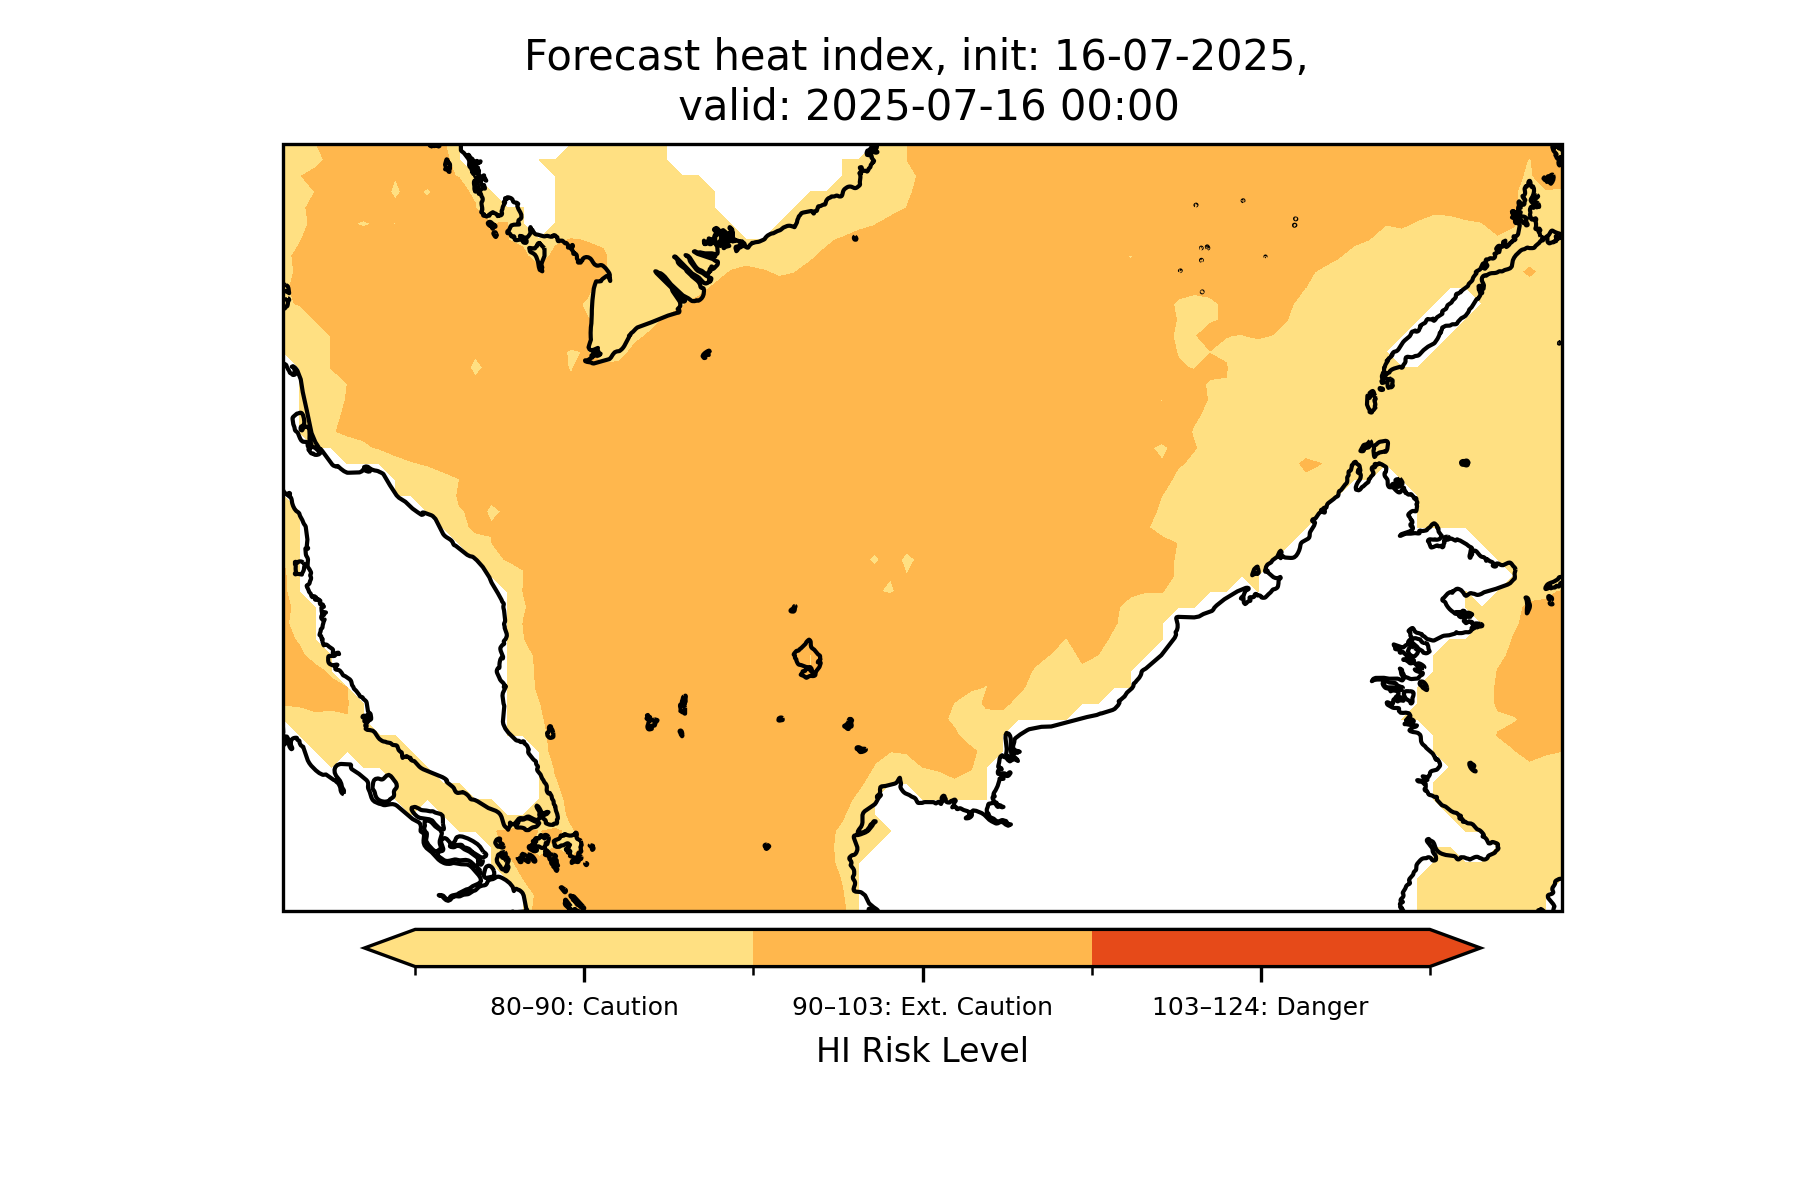 Forecast heat index, init: 16-07-2025,
valid: 2025-07-16 00:00
80–90: Caution
90–103: Ext. Caution
103–124: Danger
HI Risk Level